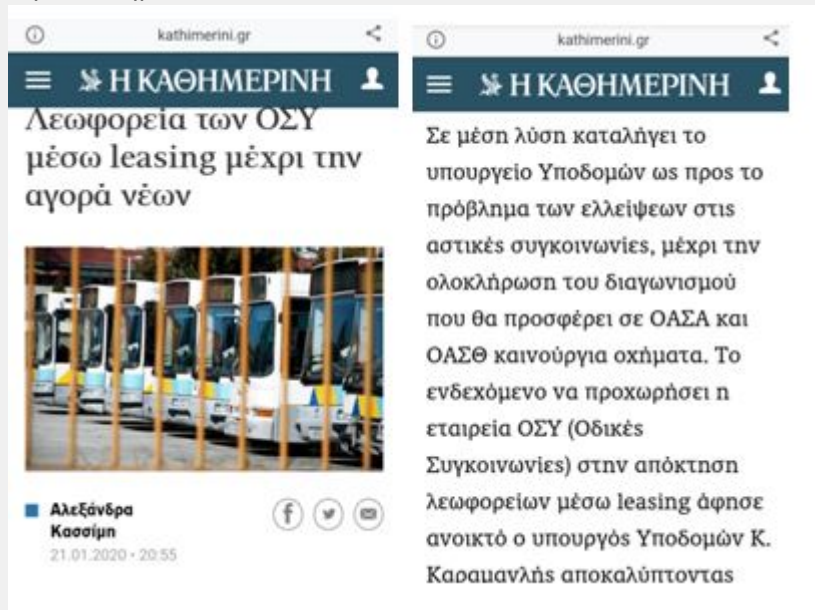 kathimerini.gr
Η ΚΑΘΗΜΕΡΙΝΗ
Λεωφορεία των ΟΣΥ
μέσω leasing μέχρι την
αγορά νέων
Αλεξάνδρα
Κασσίμη
21.01.2020 • 20:55
kathimerini.gr
Η ΚΑΘΗΜΕΡΙΝΗ
Σε μέση λύση καταλήγει το
υπουργείο Υποδομών ως προς το
πρόβλημα των ελλείψεων στις
αστικές συγκοινωνίες, μέχρι την
ολοκλήρωση του διαγωνισμού
που θα προσφέρει σε ΟΑΣΑ και
ΟΑΣΘ καινούργια οχήματα. Το
ενδεχόμενο να προχωρήσει η
εταιρεία ΟΣΥ (Οδικές
Συγκοινωνίες) στην απόκτηση
λεωφορείων μέσω leasing άφησε
ανοικτό ο υπουργός Υποδομών Κ.
Καραμανλής αποκαλύπτοντας